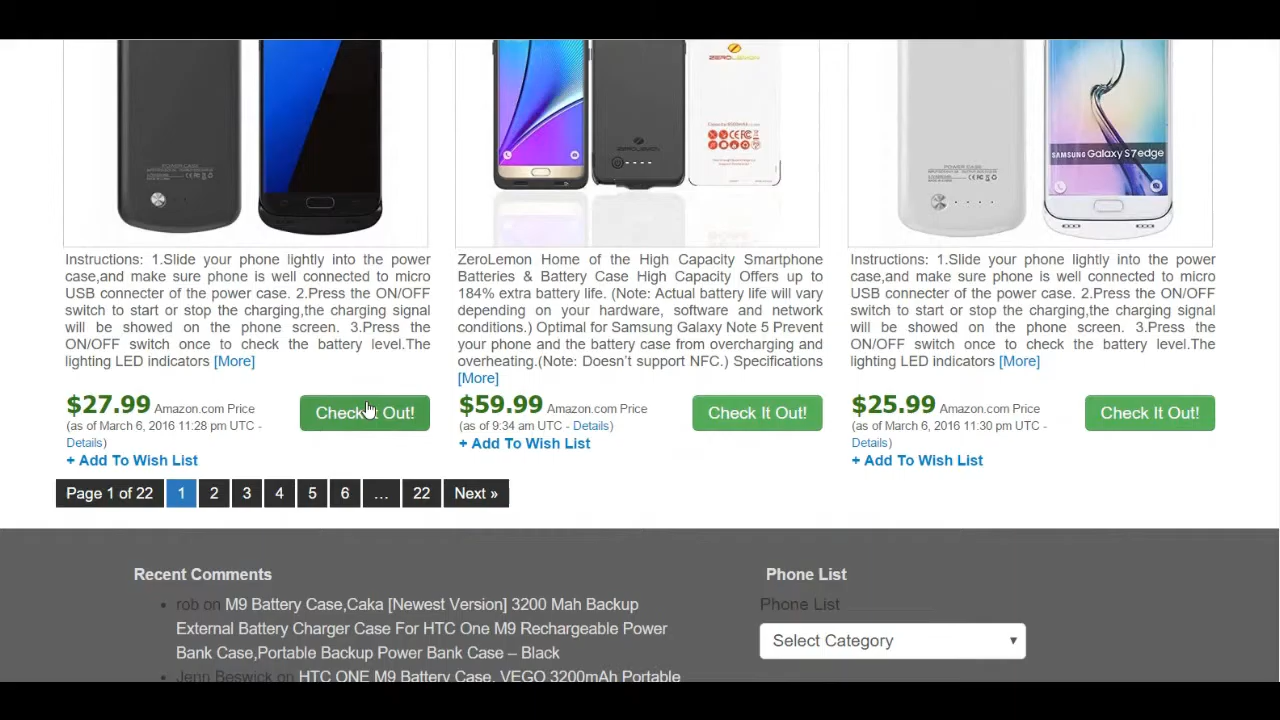 ZEROLEMON
POWER CASE
ZEROLEMON
SAMSUNG Galaxy S7 edge
POWER CASE
Instructions: 1.Slide your phone lightly into the power
case,and make sure phone is well connected to micro
USB connecter of the power case. 2.Press the ON/OFF
switch to start or stop the charging,the charging signal
will be showed on the phone screen. 3.Press the
ON/OFF switch once to check the battery level.The
lighting LED indicators [More]
$27.99 Amazon.com Price
(as of March 6, 2016 11:28 pm UTC -
Details)
+ Add To Wish List
Check It Out!
ZeroLemon Home of the High Capacity Smartphone
Batteries & Battery Case High Capacity Offers up to
184% extra battery life. (Note: Actual battery life will vary
depending on your hardware, software and network
conditions.) Optimal for Samsung Galaxy Note 5 Prevent
your phone and the battery case from overcharging and
overheating.(Note: Doesn't support NFC.) Specifications
[More]
$59.99 Amazon.com Price
(as of 9:34 am UTC - Details)
+ Add To Wish List
Check It Out!
Instructions: 1.Slide your phone lightly into the power
case,and make sure phone is well connected to micro
USB connecter of the power case. 2.Press the ON/OFF
switch to start or stop the charging,the charging signal
will be showed on the phone screen. 3.Press the
ON/OFF switch once to check the battery level.The
lighting LED indicators [More]
$25.99 Amazon.com Price
(as of March 6, 2016 11:30 pm UTC -
Details)
+ Add To Wish List
Check It Out!
Page 1 of 22 1 2 3 4 5 6 ... 22 Next »
Recent Comments
rob on M9 Battery Case,Caka [Newest Version] 3200 Mah Backup
External Battery Charger Case For HTC One M9 Rechargeable Power
Bank Case,Portable Backup Power Bank Case – Black
Jenn Beswick on HTC ONE M9 Battery Case, VEGO 3200mAh Portable
Phone List
Phone List
Select Category